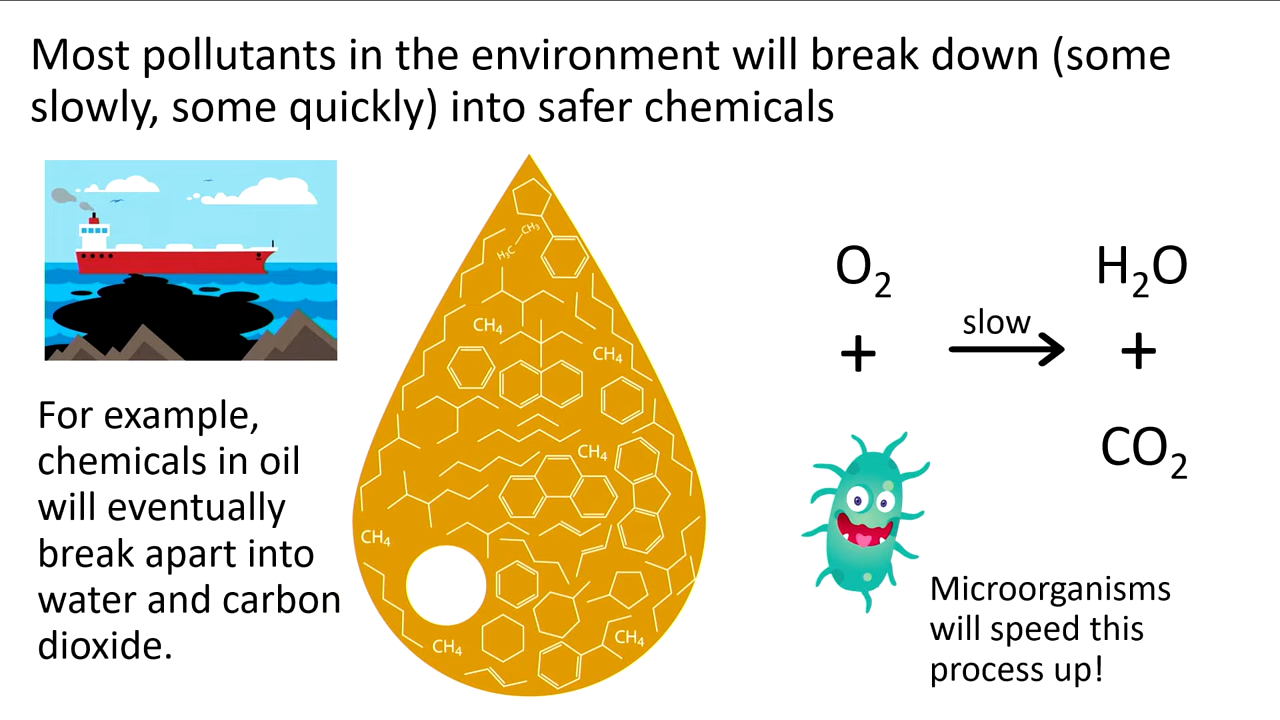 Most pollutants in the environment will break down (some
slowly, some quickly) into safer chemicals
CH₃
H₃C
CH₄
CH₄
CH₄
CH₄
CH₄
CH₄
For example,
chemicals in oil
will eventually
break apart into
water and carbon
dioxide.
O₂
+
slow
H₂O
+
CO₂
Microorganisms
will speed this
process up!